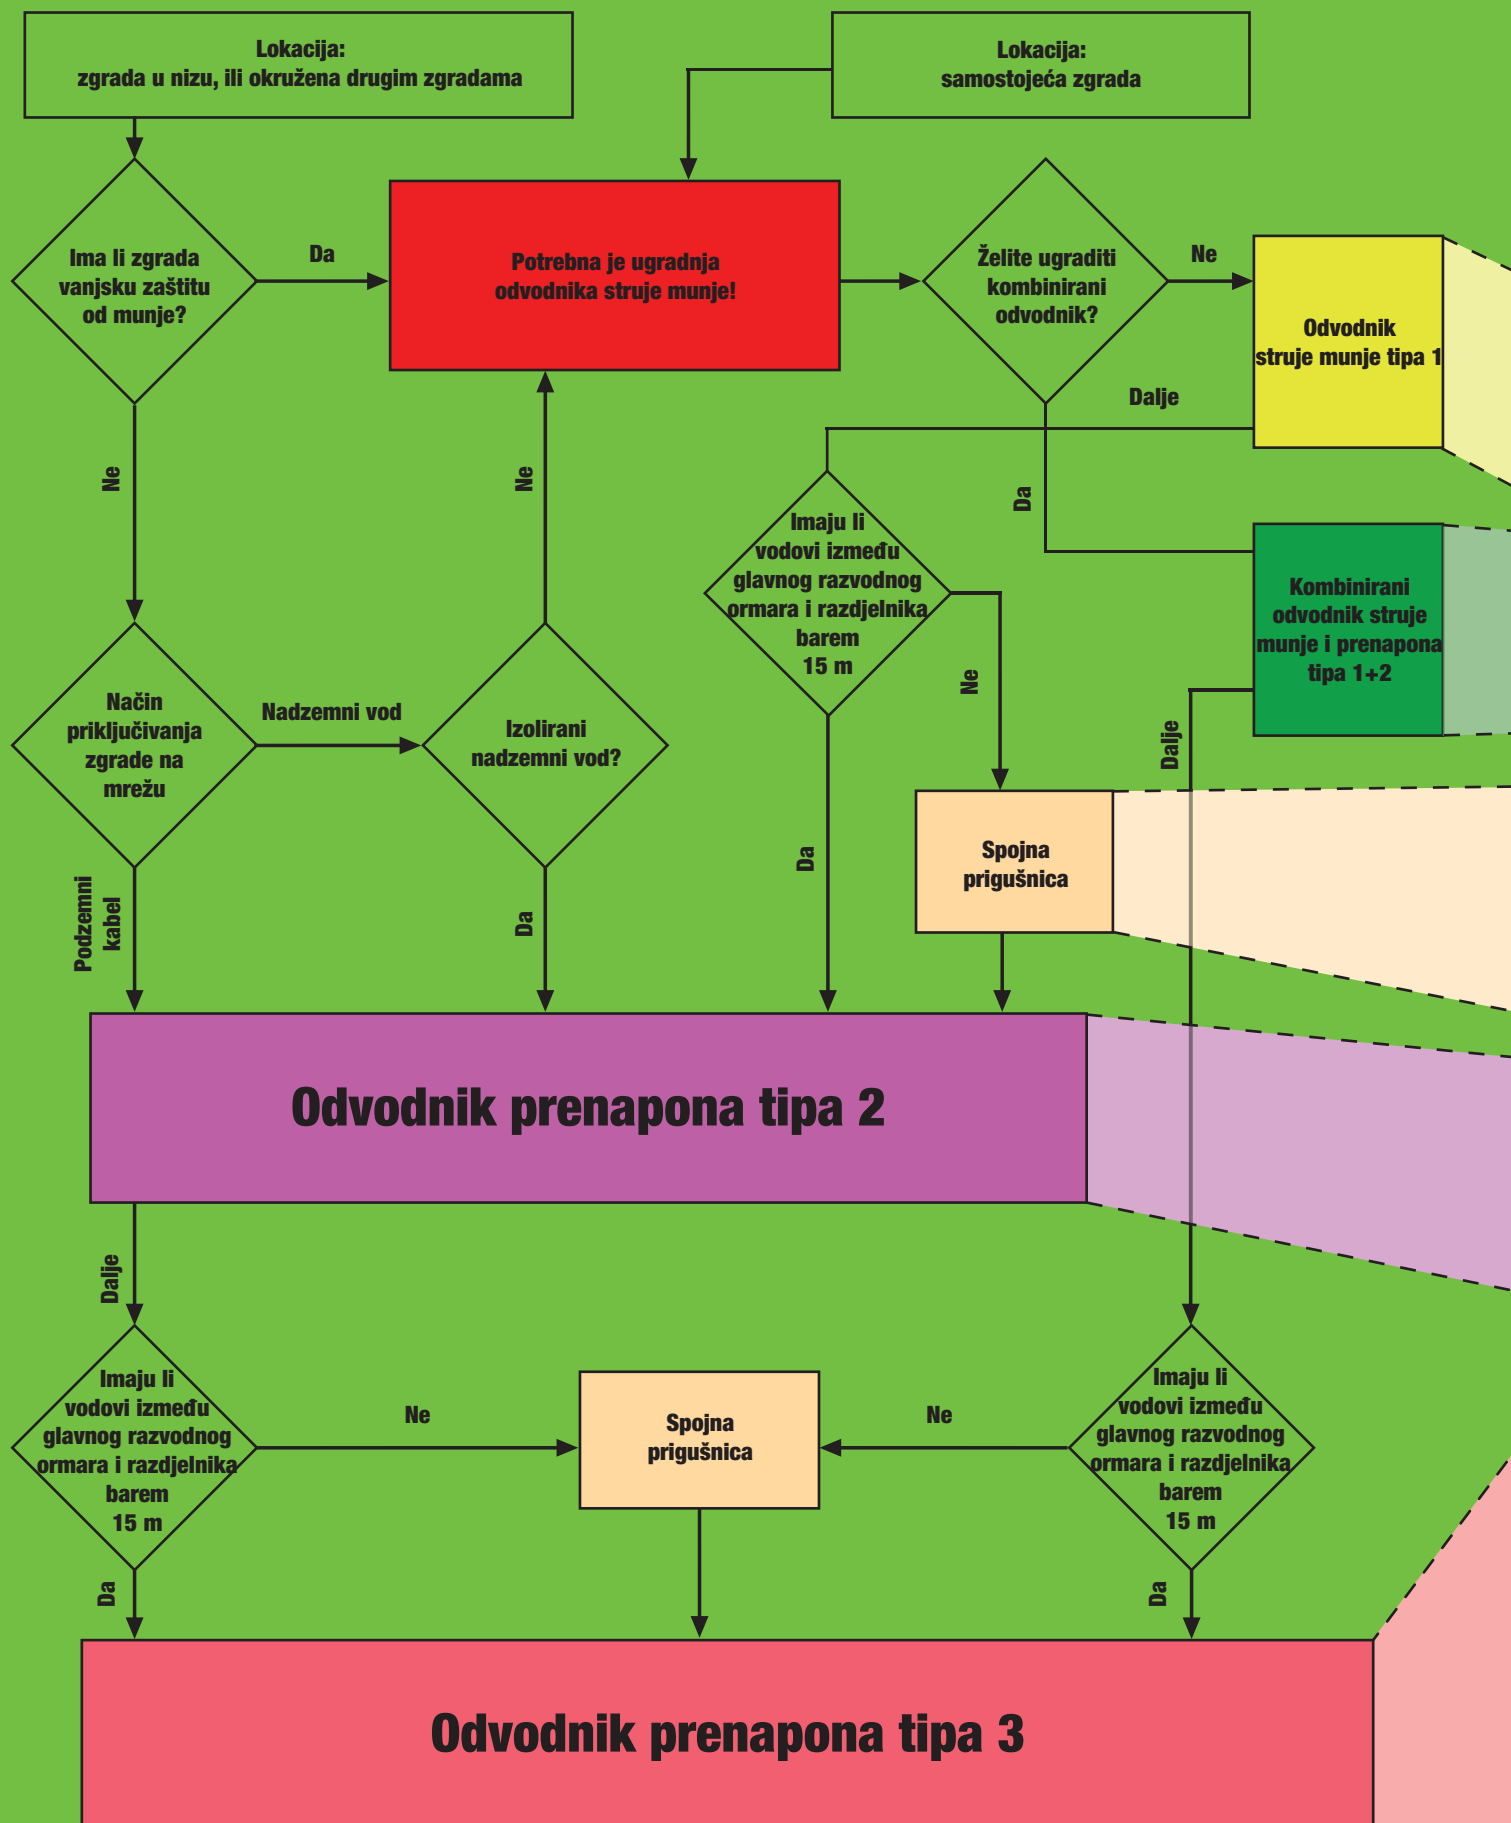 Lokacija:
zgrada u nizu, ili okružena drugim zgradama
Lokacija:
samostojeća zgrada
Ima li zgrada
vanjsku zaštitu
od munje?
Da
Potrebna je ugradnja
odvodnika struje munje!
Želite ugraditi
kombinirani
odvodnik?
Ne
Odvodnik
struje munje tipa 1
Dalje
Ne
Ne
Da
Imaju li
vodovi između
glavnog razvodnog
ormara i razdjelnika
barem
15 m
Kombinirani
odvodnik struje
munje i prenapona
tipa 1+2
Ne
Dalje
Način
priključivanja
zgrade na
mrežu
Nadzemni vod
Izolirani
nadzemni vod?
Podzemni
kabel
Da
Da
Spojna
prigušnica
Odvodnik prenapona tipa 2
Dalje
Imaju li
vodovi između
glavnog razvodnog
ormara i razdjelnika
barem
15 m
Ne
Spojna
prigušnica
Ne
Imaju li
vodovi između
glavnog razvodnog
ormara i razdjelnika
barem
15 m
Da
Da
Odvodnik prenapona tipa 3